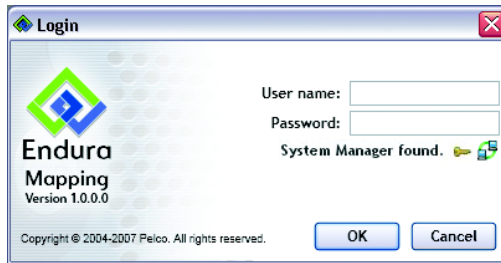 Login
User name:
Password:
System Manager found.
Endura
Mapping
Version 1.0.0.0
Copyright © 2004-2007 Pelco. All rights reserved.
OK
Cancel